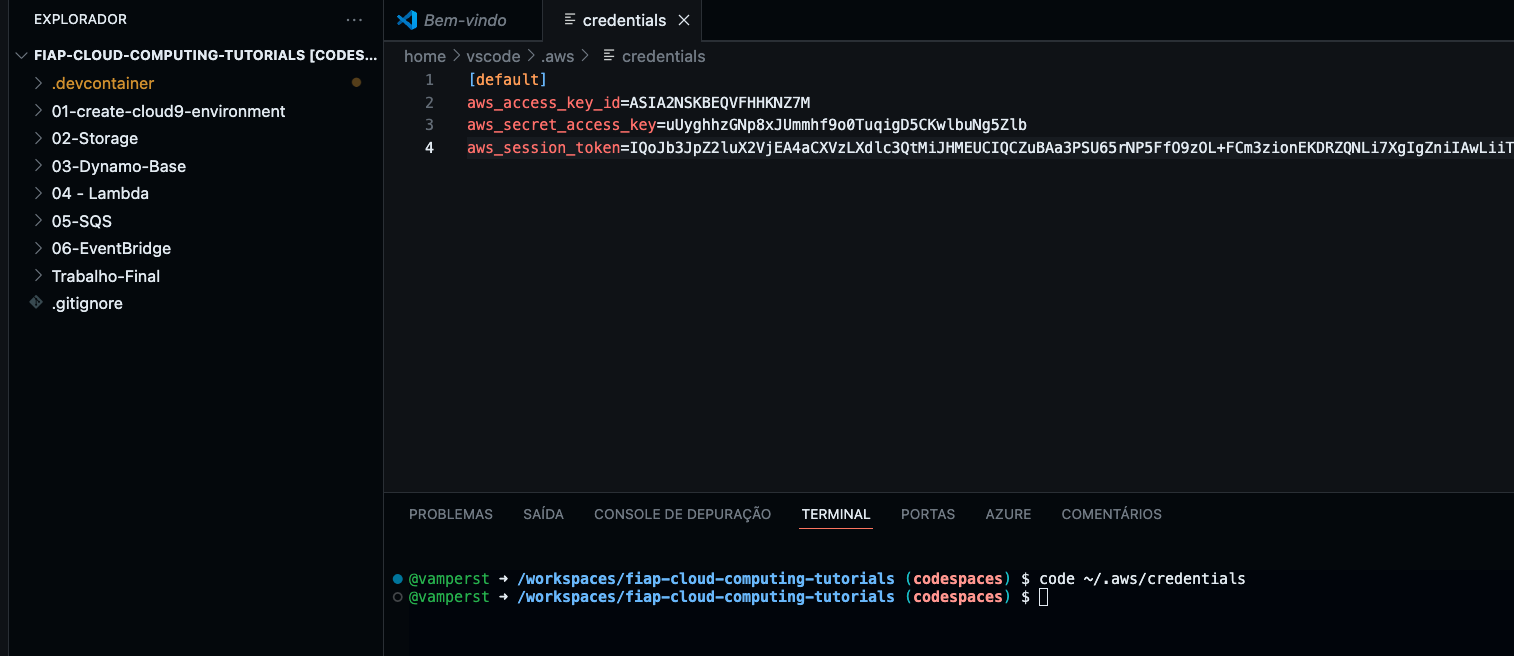 EXPLORADOR
···
Bem-vindo
credentials
FIAP-CLOUD-COMPUTING-TUTORIALS [CODES...
.devcontainer
01-create-cloud9-environment
02-Storage
03-Dynamo-Base
04 - Lambda
05-SQS
06-EventBridge
Trabalho-Final
.gitignore
home > vscode > .aws > credentials
1 [default]
2 aws_access_key_id=ASIA2NSKBEQVFHHKNZ7M
3 aws_secret_access_key=uUyghhzGNp8xJUmmhf9o0TuqigD5CKwlbuNg5Zlb
4 aws_session_token=IQoJb3JpZ2luX2VjEA4aCXVzLXdlc3QtMiJHMEUCIQCZuBAa3PSU65rNP5FfO9zOL+FCm3zionEKDRZQNLi7XgIgZniIAwLiiT
PROBLEMAS SAÍDA CONSOLE DE DEPURAÇÃO TERMINAL PORTAS AZURE COMENTÁRIOS
@vamperst ➜ /workspaces/fiap-cloud-computing-tutorials (codespaces) $ code ~/.aws/credentials
@vamperst ➜ /workspaces/fiap-cloud-computing-tutorials (codespaces) $